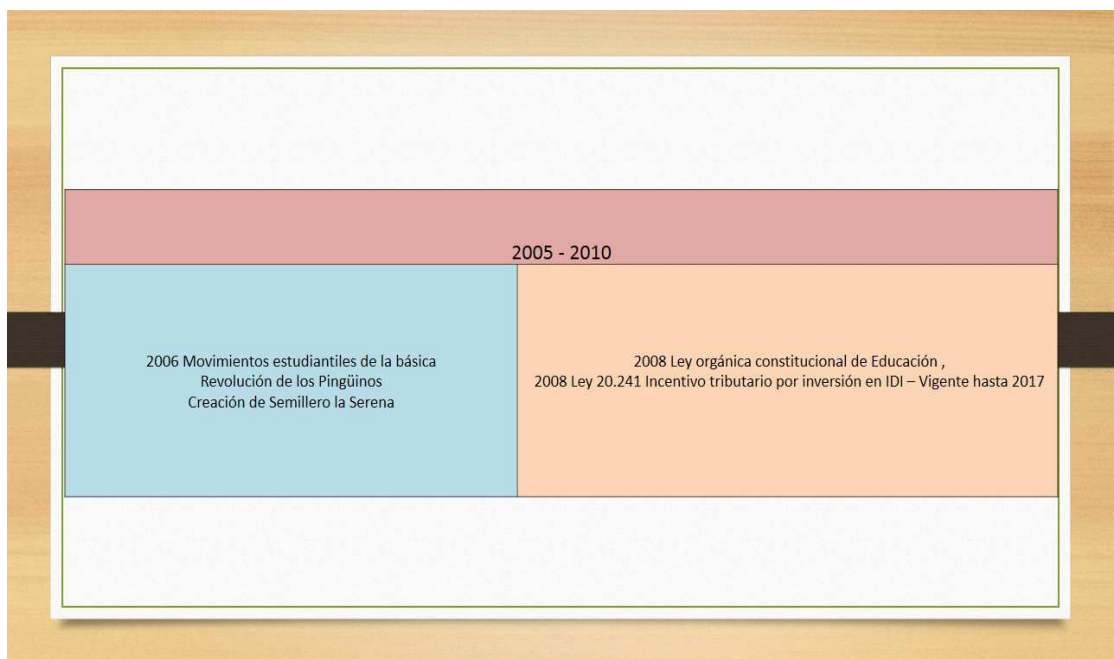 2005 - 2010
2006 Movimientos estudiantiles de la básica
Revolución de los Pingüinos
Creación de Semillero la Serena
2008 Ley orgánica constitucional de Educación ,
2008 Ley 20.241 Incentivo tributario por inversión en IDI – Vigente hasta 2017